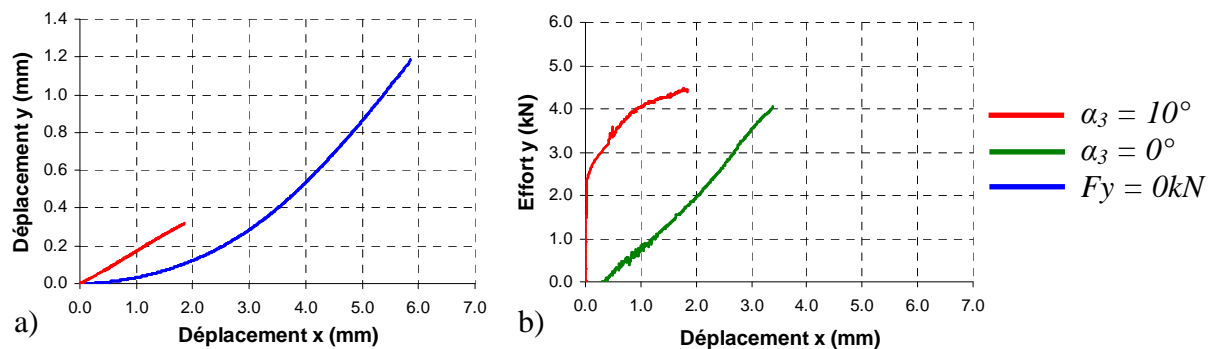 1.4
1.2
1.0
0.8
0.6
0.4
0.2
0.0
Déplacement y (mm)
0.0 1.0 2.0 3.0 4.0 5.0 6.0 7.0
Déplacement x (mm)
a)
6.0
5.0
4.0
3.0
2.0
1.0
0.0
Effort y (kN)
0.0 1.0 2.0 3.0 4.0 5.0 6.0 7.0
Déplacement x (mm)
b)
α₃ = 10°
α₃ = 0°
Fy = 0kN